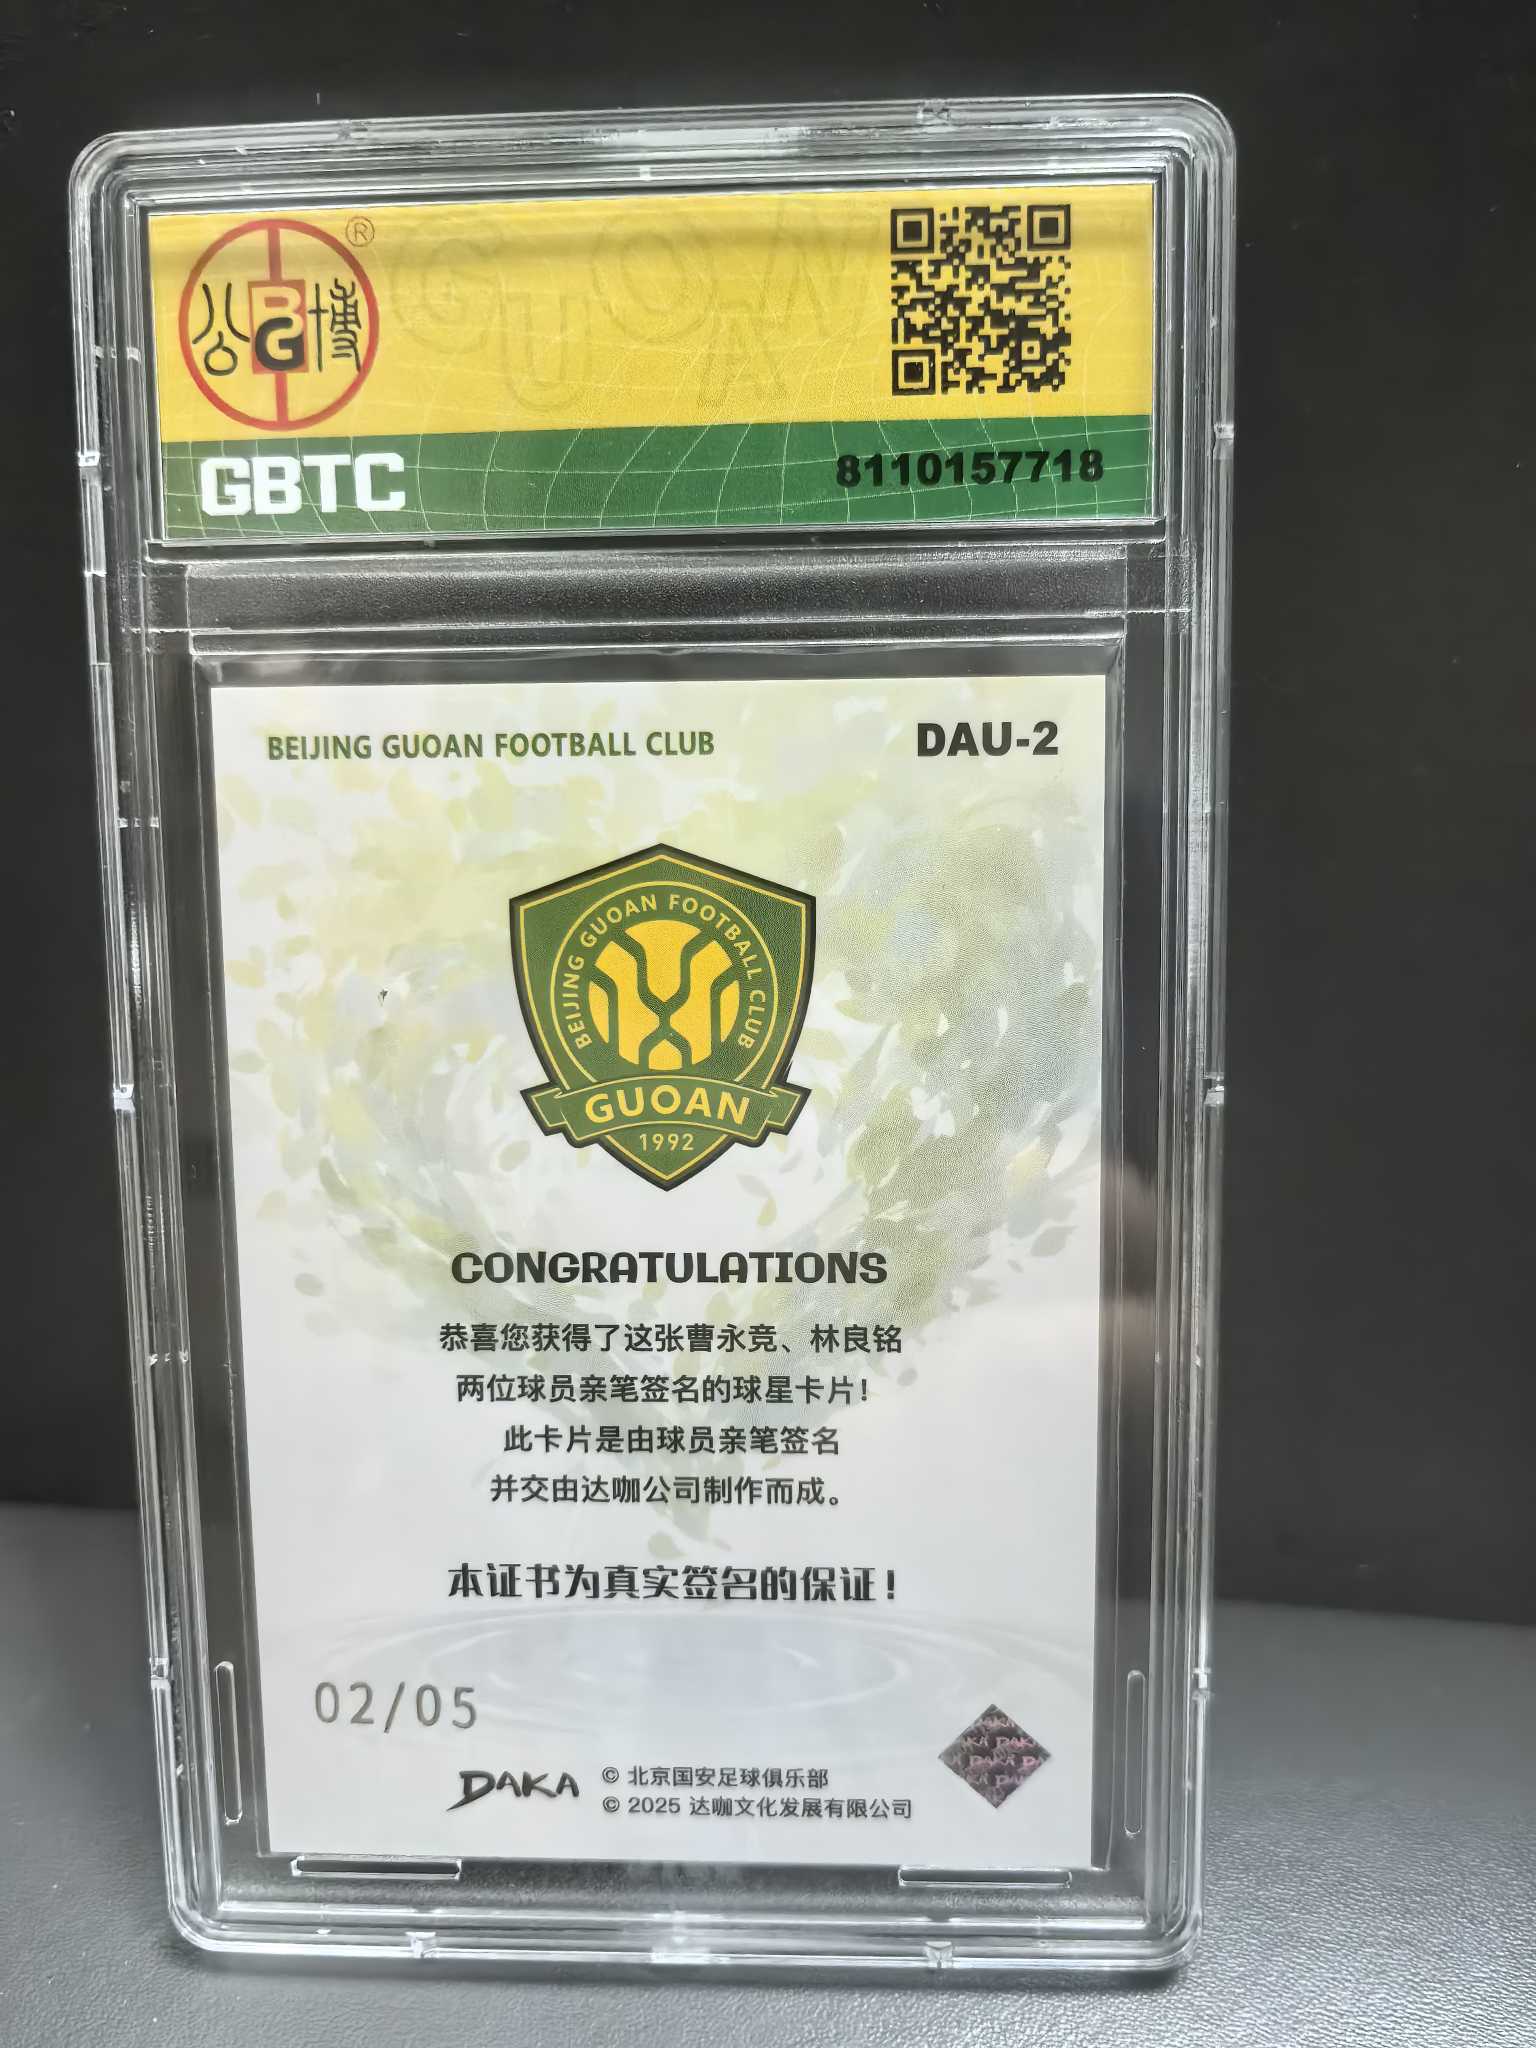 公 BG 博 ®
GUOAN
GBTC
8110157718
BEIJING GUOAN FOOTBALL CLUB
DAU-2
BEIJING GUOAN FOOTBALL CLUB
GUOAN
1992
CONGRATULATIONS
恭喜您获得了这张曹永竞、林良铭
两位球员亲笔签名的球星卡片!
此卡片是由球员亲笔签名
并交由达咖公司制作而成。
本证书为真实签名的保证!
02/05
DAKA
© 北京国安足球俱乐部
© 2025 达咖文化发展有限公司
DAKA